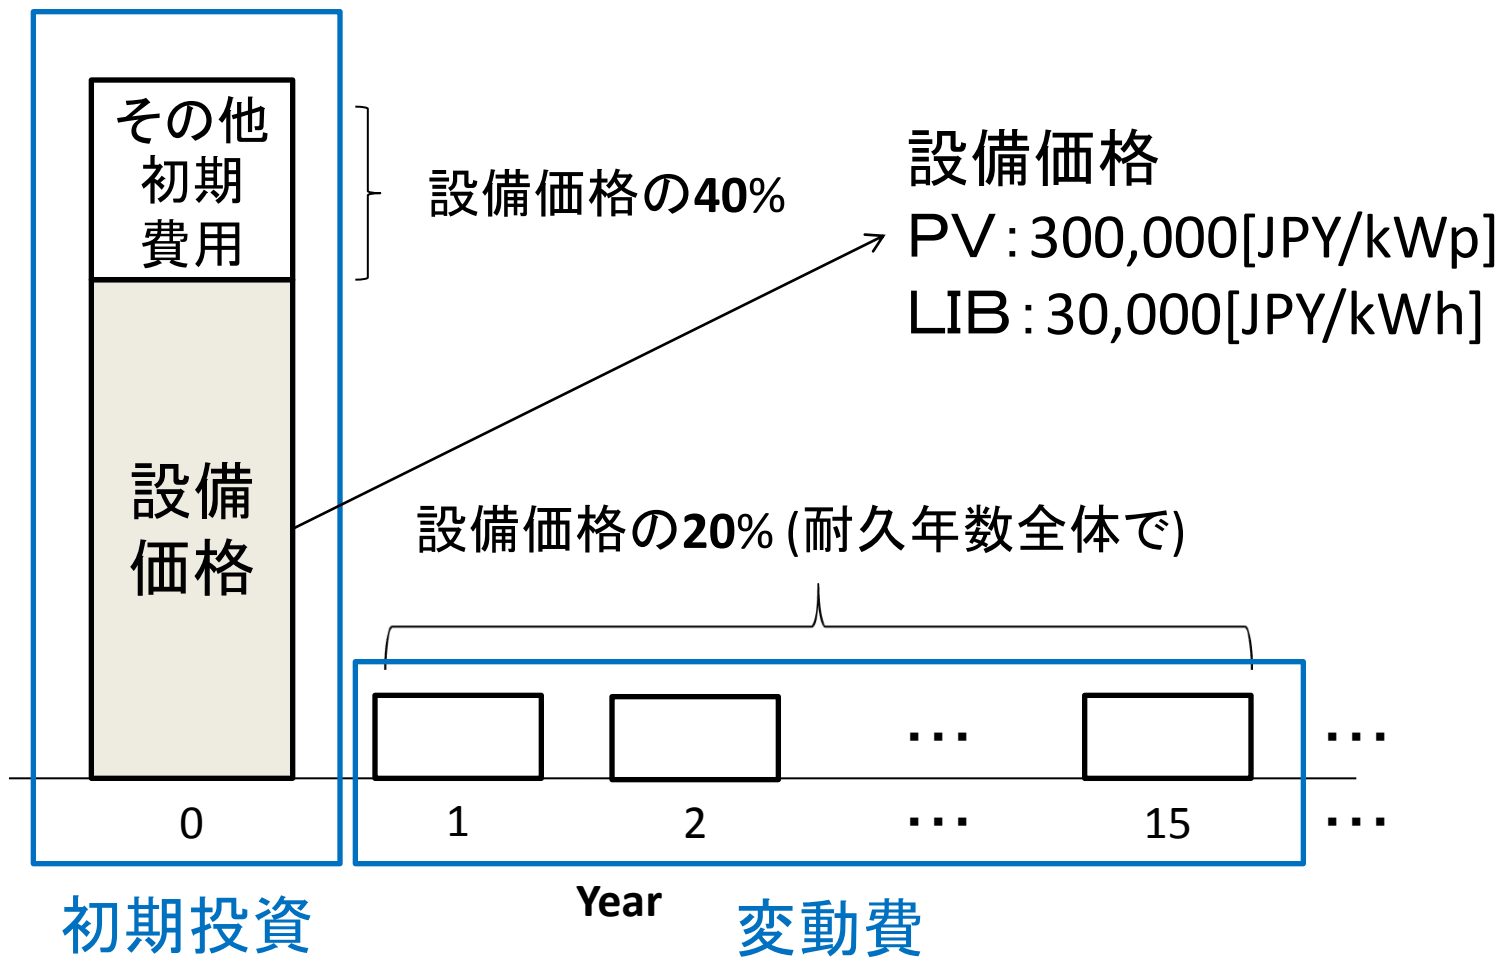 その他
初期
費用
設備価格の40%
設備価格
PV:300,000[JPY/kWp]
LIB:30,000[JPY/kWh]
設備
価格
設備価格の20% (耐久年数全体で)
... ...
0 1 2 ... 15 ...
初期投資
Year
変動費